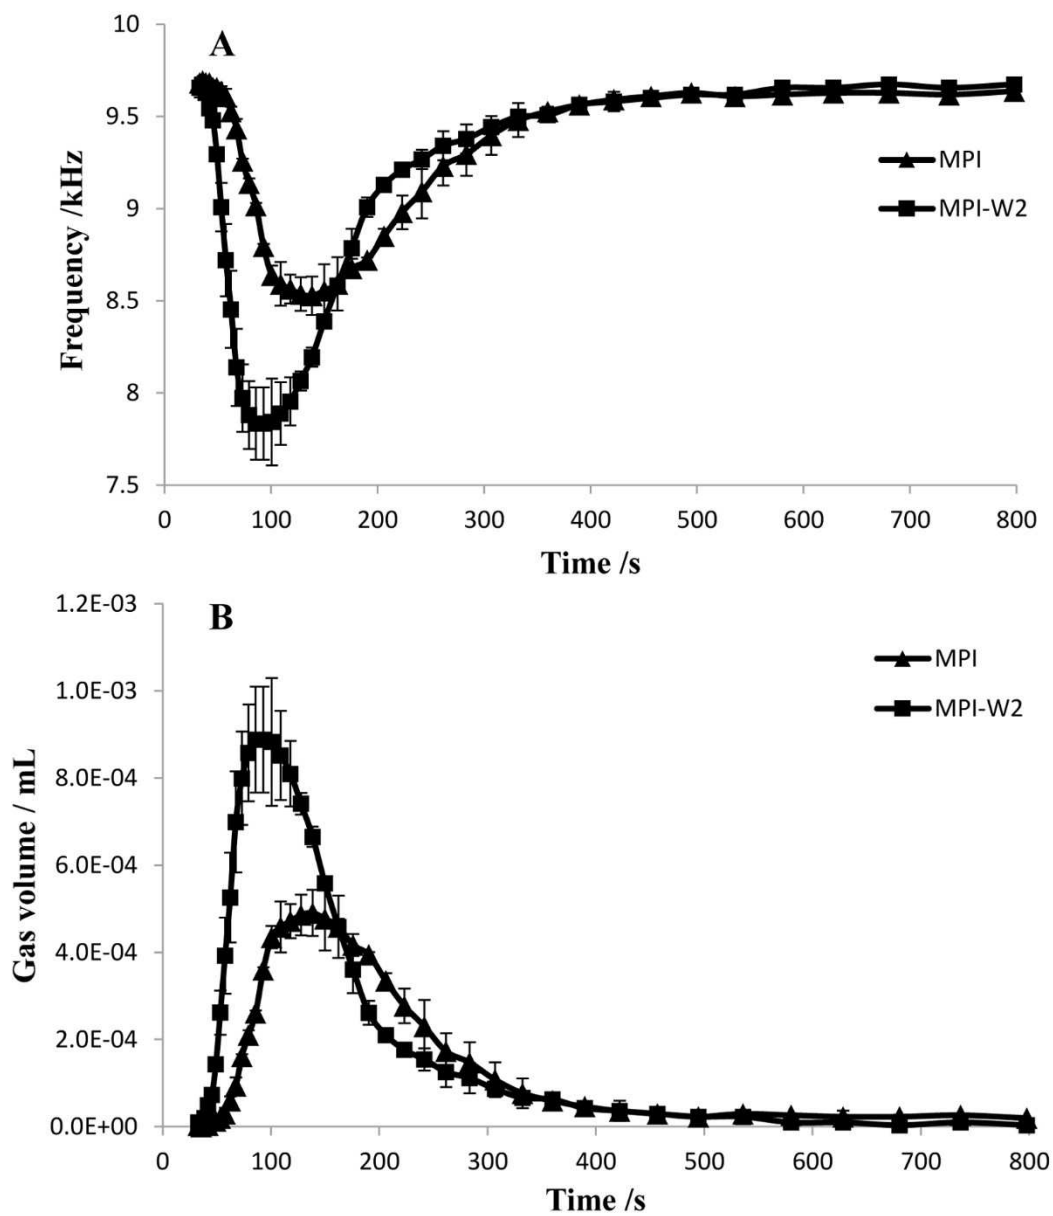 A
10
9.5
9
8.5
8
7.5
Frequency /kHz
MPI
MPI-W2
0 100 200 300 400 500 600 700 800
Time /s
B
1.2E-03
1.0E-03
8.0E-04
6.0E-04
4.0E-04
2.0E-04
0.0E+00
Gas volume / mL
MPI
MPI-W2
0 100 200 300 400 500 600 700 800
Time /s